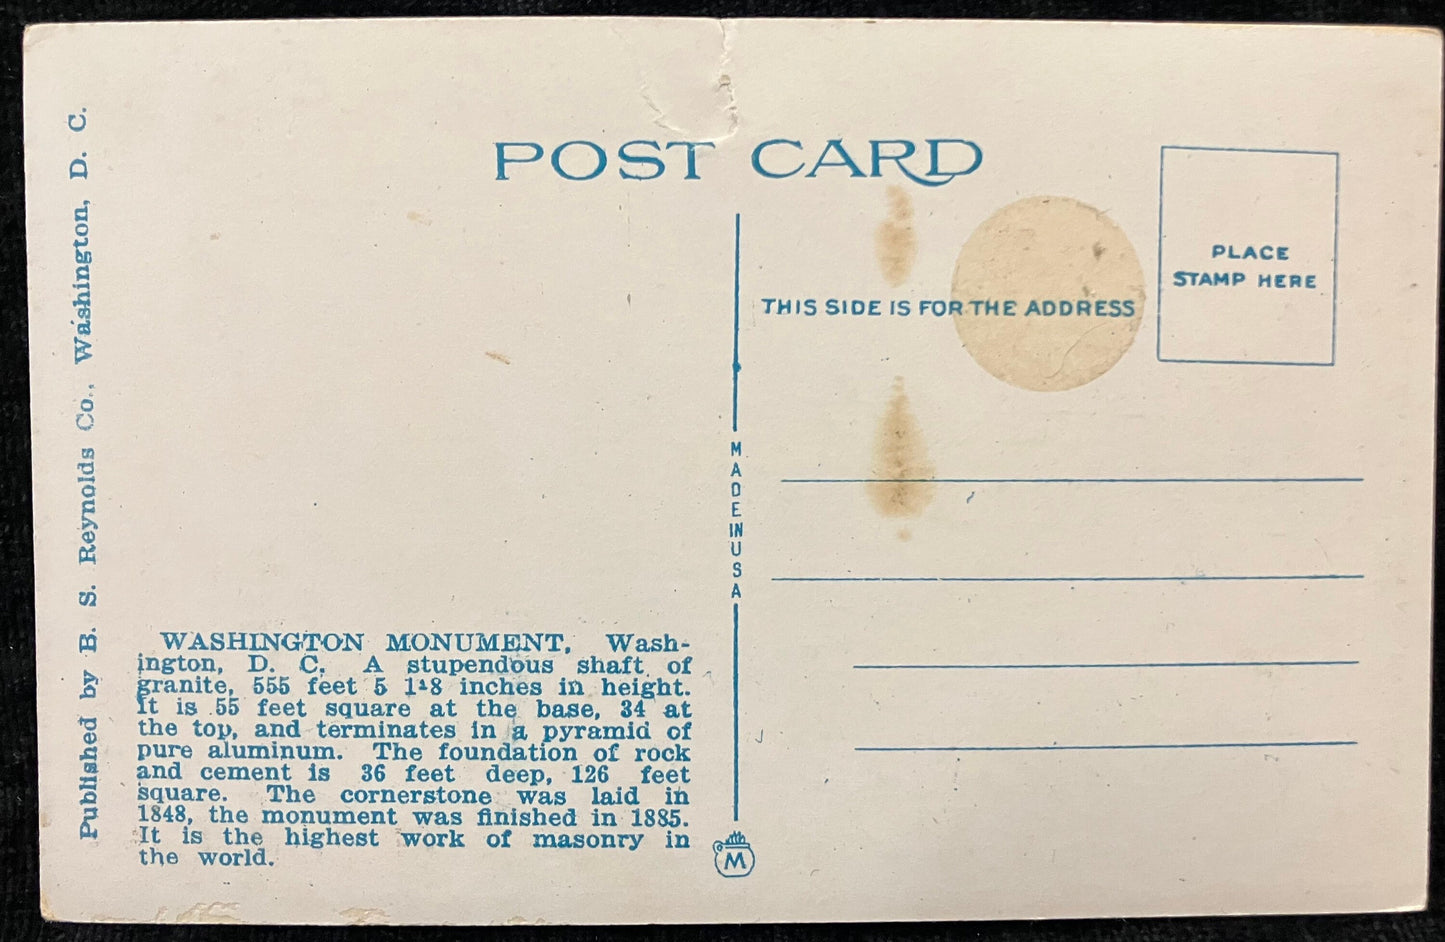 POST CARD
Published by B. S. Reynolds Co., Washington, D. C.
PLACE
STAMP HERE
THIS SIDE IS FOR THE ADDRESS
MADE IN USA
WASHINGTON MONUMENT, Wash-
ington, D. C. A stupendous shaft of
granite, 555 feet 5 1-8 inches in height.
It is 55 feet square at the base, 34 at
the top, and terminates in a pyramid of
pure aluminum. The foundation of rock
and cement is 36 feet deep, 126 feet
square. The cornerstone was laid in
1848, the monument was finished in 1885.
It is the highest work of masonry in
the world.
M